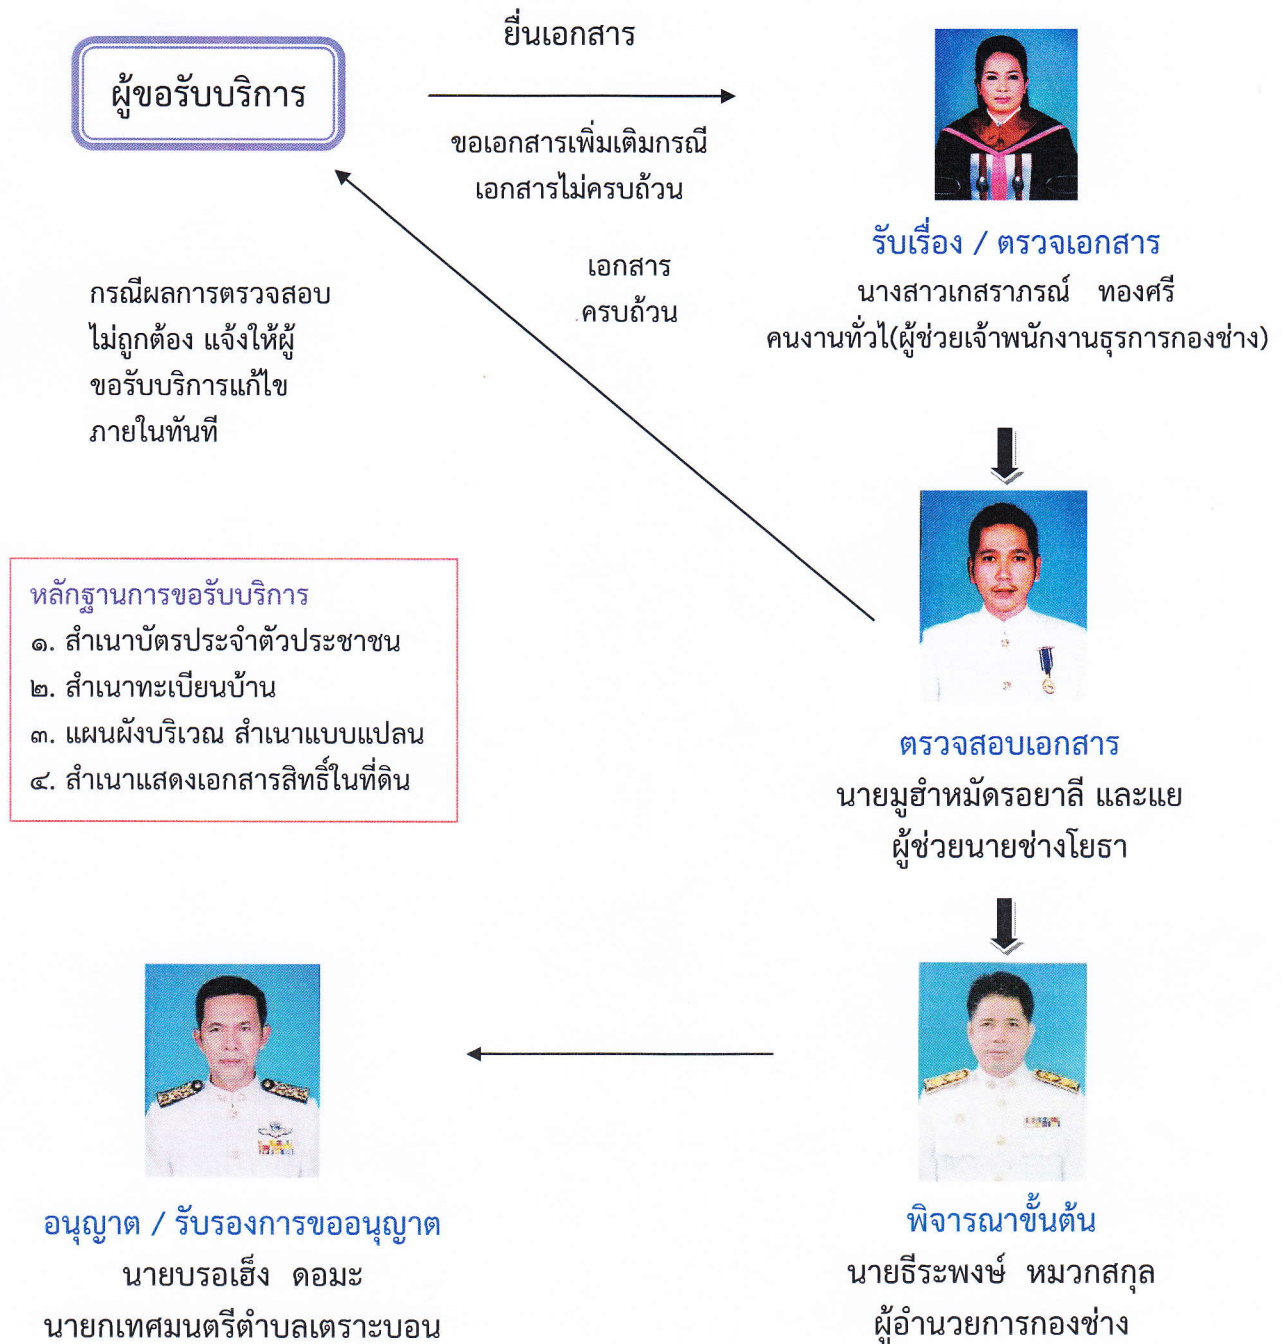 ยื่นเอกสาร
ผู้ขอรับบริการ
ขอเอกสารเพิ่มเติมกรณี
เอกสารไม่ครบถ้วน
รับเรื่อง / ตรวจเอกสาร
นางสาวเกสราภรณ์ ทองศรี
คนงานทั่วไ(ผู้ช่วยเจ้าพนักงานธุรการกองช่าง)
เอกสาร
ครบถ้วน
กรณีผลการตรวจสอบ
ไม่ถูกต้อง แจ้งให้ผู้
ขอรับบริการแก้ไข
ภายในทันที
หลักฐานการขอรับบริการ
๑. สำเนาบัตรประจำตัวประชาชน
๒. สำเนาทะเบียนบ้าน
๓. แผนผังบริเวณ สำเนาแบบแปลน
๔. สำเนาแสดงเอกสารสิทธิ์ในที่ดิน
ตรวจสอบเอกสาร
นายมูฮำหมัดรอยาลี และแย
ผู้ช่วยนายช่างโยธา
พิจารณาขั้นต้น
นายธีระพงษ์ หมวกสกุล
ผู้อำนวยการกองช่าง
อนุญาต / รับรองการขออนุญาต
นายบรอเฮ็ง ดอมะ
นายกเทศมนตรีตำบลเตราะบอน